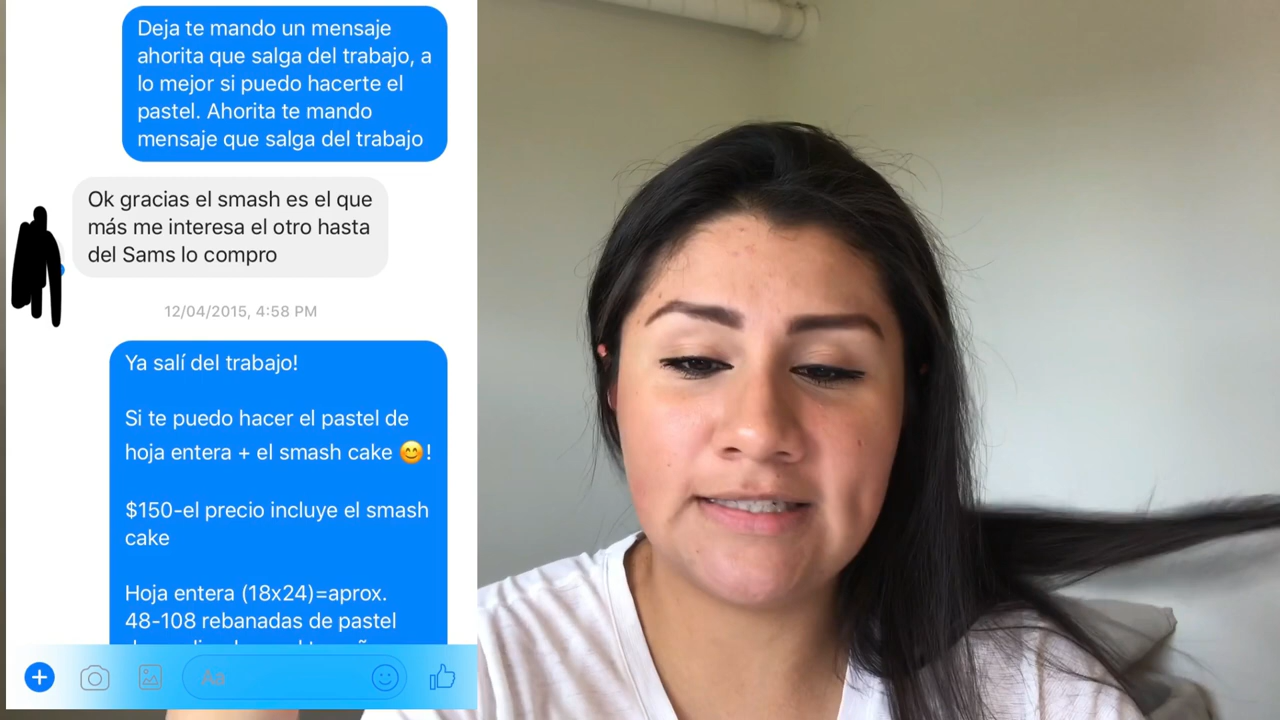 Deja te mando un mensaje
ahorita que salga del trabajo, a
lo mejor si puedo hacerte el
pastel. Ahorita te mando
mensaje que salga del trabajo
Ok gracias el smash es el que
más me interesa el otro hasta
del Sams lo compro
12/04/2015, 4:58 PM
Ya salí del trabajo!
Si te puedo hacer el pastel de
hoja entera + el smash cake 😊!
$150-el precio incluye el smash
cake
Hoja entera (18x24)=aprox.
48-108 rebanadas de pastel
Aa